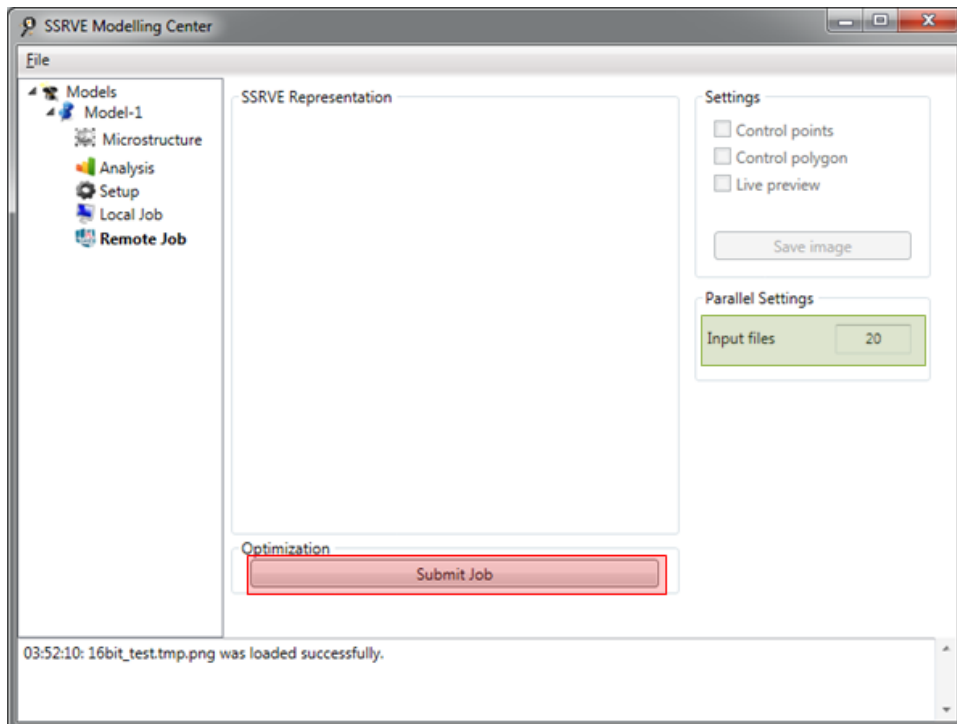 SSRVE Modelling Center
File
Models
Model-1
Microstructure
Analysis
Setup
Local Job
Remote Job
SSRVE Representation
Optimization
Submit Job
Settings
Control points
Control polygon
Live preview
Save image
Parallel Settings
Input files 20
03:52:10: 16bit_test.tmp.png was loaded successfully.